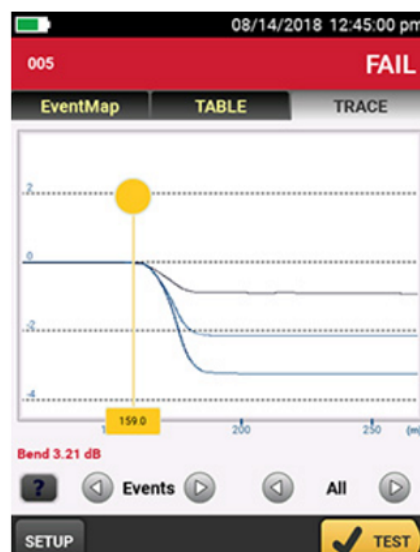 08/14/2018 12:45:00 pm
005 FAIL
EventMap TABLE TRACE
2
0
-2
-4
159.0
200 250 (m)
Bend 3.21 dB
? Events All
SETUP TEST